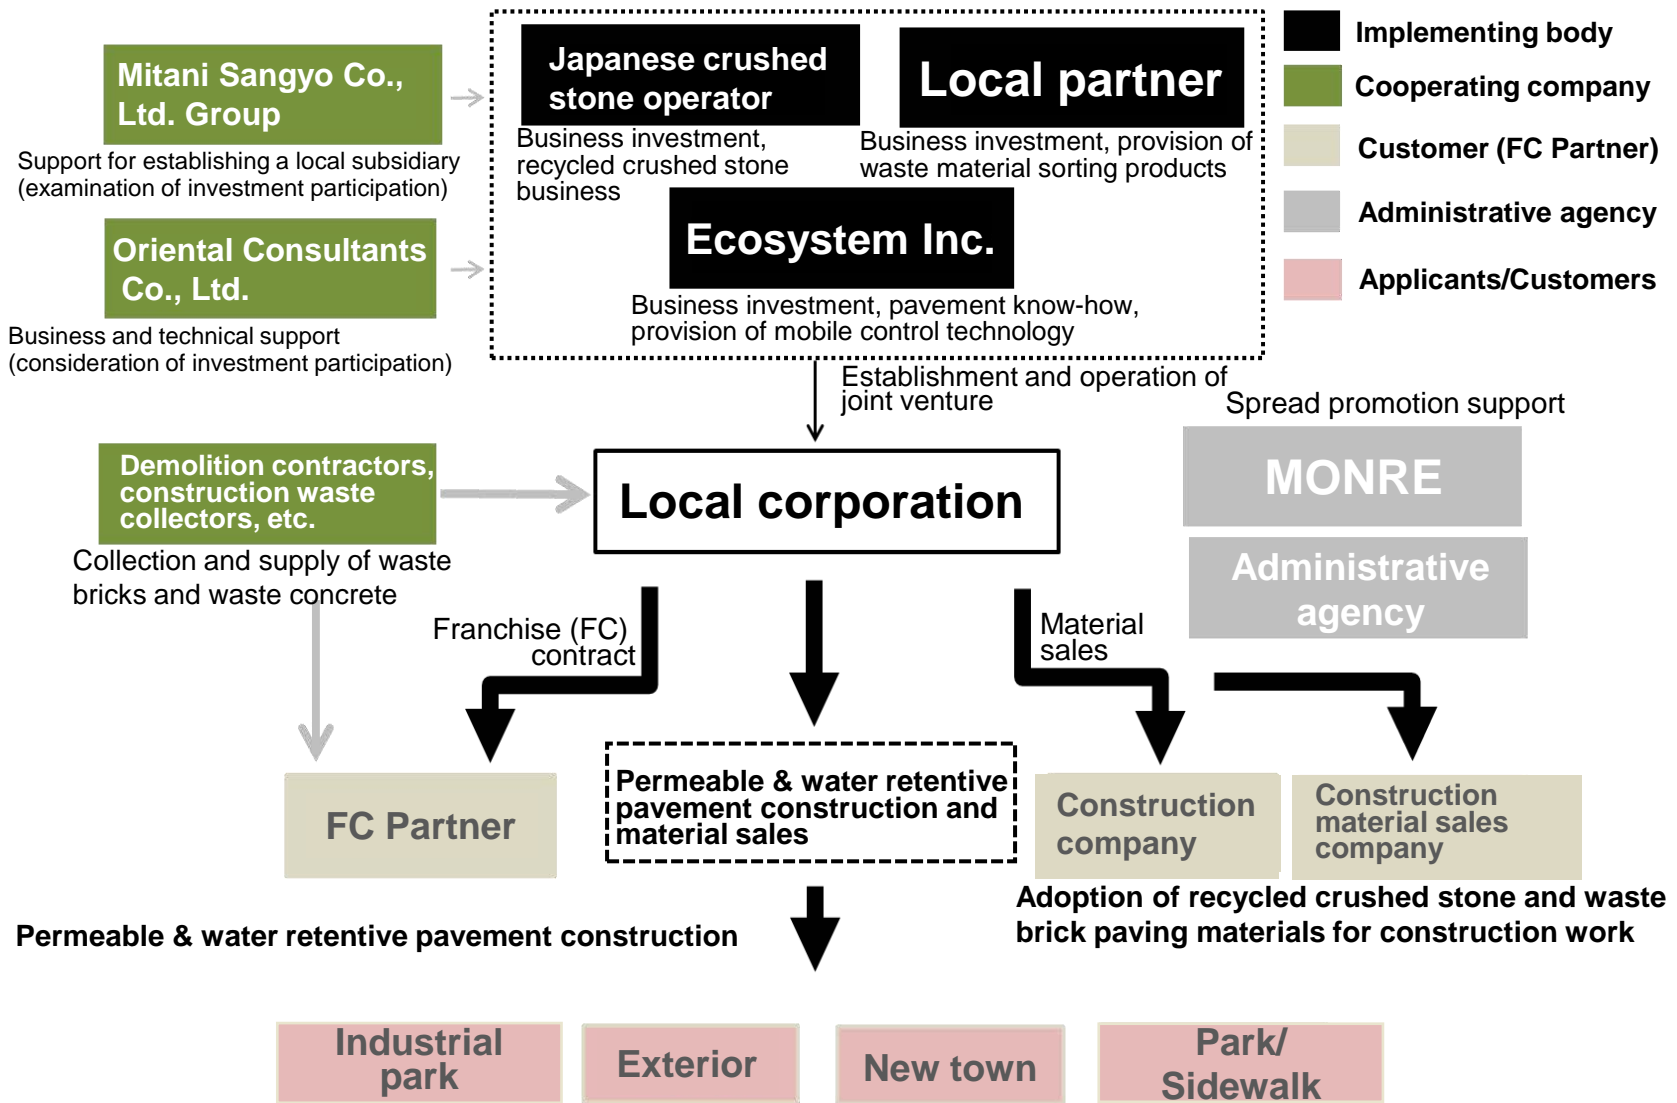 Mitani Sangyo Co.,
Ltd. Group
Support for establishing a local subsidiary
(examination of investment participation)
Oriental Consultants
Co., Ltd.
Business and technical support
(consideration of investment participation)
Japanese crushed
stone operator
Business investment,
recycled crushed stone
business
Local partner
Business investment, provision of
waste material sorting products
Ecosystem Inc.
Business investment, pavement know-how,
provision of mobile control technology
Implementing body
Cooperating company
Customer (FC Partner)
Administrative agency
Applicants/Customers
Establishment and operation of
joint venture
Spread promotion support
MONRE
Administrative
agency
Demolition contractors,
construction waste
collectors, etc.
Collection and supply of waste
bricks and waste concrete
Local corporation
Franchise (FC)
contract
Material
sales
FC Partner
Permeable & water retentive
pavement construction and
material sales
Construction
company
Construction
material sales
company
Permeable & water retentive pavement construction
Adoption of recycled crushed stone and waste
brick paving materials for construction work
Industrial
park
Exterior
New town
Park/
Sidewalk